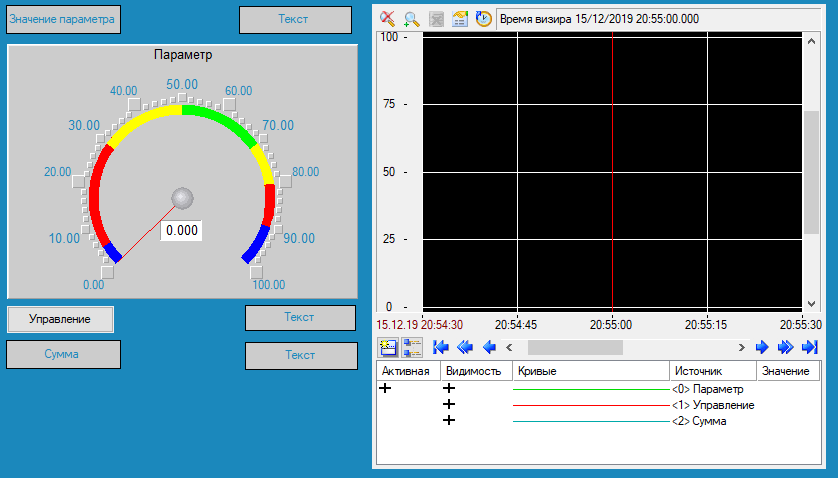 Значение параметра
Текст
Параметр
50.00
40.00
60.00
30.00
70.00
20.00
80.00
0.000
10.00
90.00
0.00
100.00
Управление
Текст
Сумма
Текст
Время визира 15/12/2019 20:55:00.000
100
75
50
25
0
15.12.19 20:54:30 20:54:45 20:55:00 20:55:15 20:55:30
Активная Видимость Кривые Источник Значение
<0> Параметр
<1> Управление
<2> Сумма